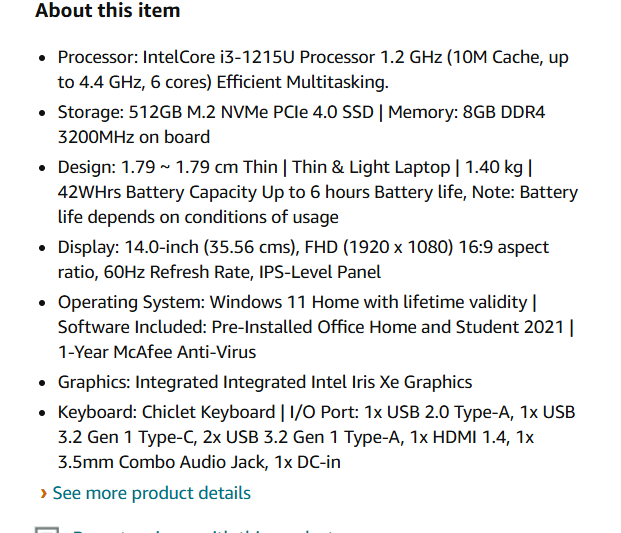 About this item
• Processor: IntelCore i3-1215U Processor 1.2 GHz (10M Cache, up
to 4.4 GHz, 6 cores) Efficient Multitasking.
• Storage: 512GB M.2 NVMe PCIe 4.0 SSD | Memory: 8GB DDR4
3200MHz on board
• Design: 1.79 ~ 1.79 cm Thin | Thin & Light Laptop | 1.40 kg |
42WHrs Battery Capacity Up to 6 hours Battery life, Note: Battery
life depends on conditions of usage
• Display: 14.0-inch (35.56 cms), FHD (1920 x 1080) 16:9 aspect
ratio, 60Hz Refresh Rate, IPS-Level Panel
• Operating System: Windows 11 Home with lifetime validity |
Software Included: Pre-Installed Office Home and Student 2021 |
1-Year McAfee Anti-Virus
• Graphics: Integrated Integrated Intel Iris Xe Graphics
• Keyboard: Chiclet Keyboard | I/O Port: 1x USB 2.0 Type-A, 1x USB
3.2 Gen 1 Type-C, 2x USB 3.2 Gen 1 Type-A, 1x HDMI 1.4, 1x
3.5mm Combo Audio Jack, 1x DC-in
› See more product details